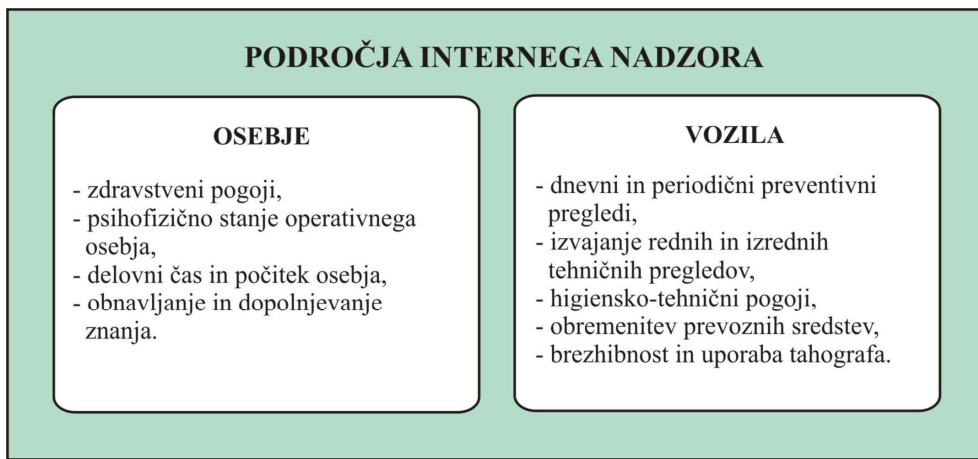 PODROČJA INTERNEGA NADZORA
OSEBJE
- zdravstveni pogoji,
- psihofizično stanje operativnega
osebja,
- delovni čas in počitek osebja,
- obnavljanje in dopolnjevanje
znanja.
VOZILA
- dnevni in periodični preventivni
pregledi,
- izvajanje rednih in izrednih
tehničnih pregledov,
- higiensko-tehnični pogoji,
- obremenitev prevoznih sredstev,
- brezhibnost in uporaba tahografa.